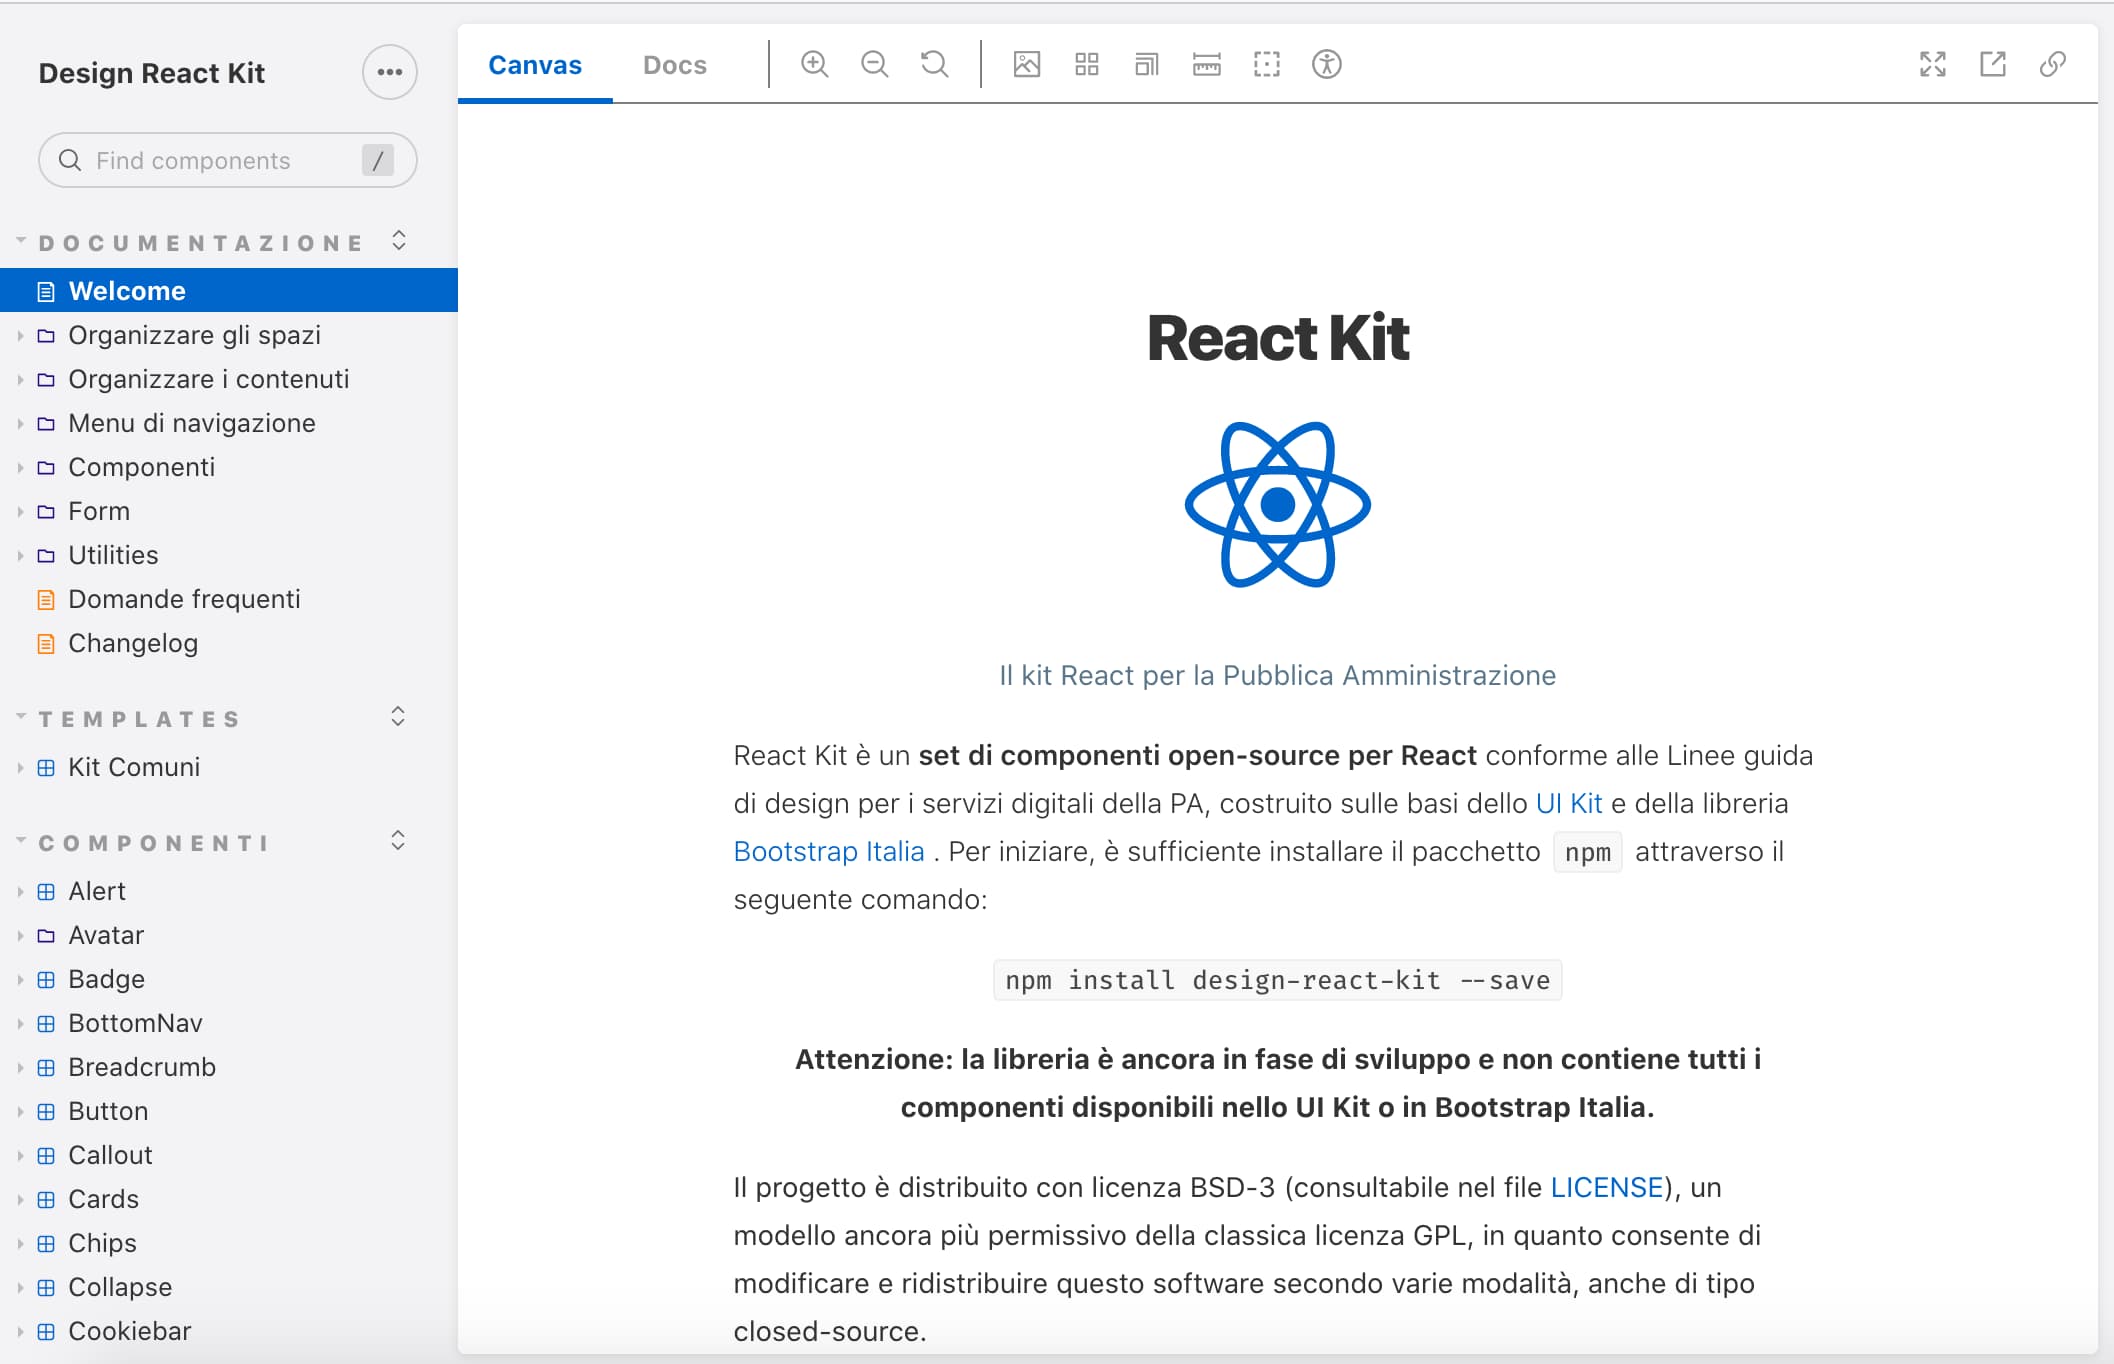 Design React Kit
Find components /
DOCUMENTAZIONE
Welcome
Organizzare gli spazi
Organizzare i contenuti
Menu di navigazione
Componenti
Form
Utilities
Domande frequenti
Changelog
TEMPLATES
Kit Comuni
COMPONENTI
Alert
Avatar
Badge
BottomNav
Breadcrumb
Button
Callout
Cards
Chips
Collapse
Cookiebar
Canvas Docs
React Kit
Il kit React per la Pubblica Amministrazione
React Kit è un set di componenti open-source per React conforme alle Linee guida
di design per i servizi digitali della PA, costruito sulle basi dello UI Kit e della libreria
Bootstrap Italia . Per iniziare, è sufficiente installare il pacchetto npm attraverso il
seguente comando:
npm install design-react-kit --save
Attenzione: la libreria è ancora in fase di sviluppo e non contiene tutti i
componenti disponibili nello UI Kit o in Bootstrap Italia.
Il progetto è distribuito con licenza BSD-3 (consultabile nel file LICENSE), un
modello ancora più permissivo della classica licenza GPL, in quanto consente di
modificare e ridistribuire questo software secondo varie modalità, anche di tipo
closed-source.